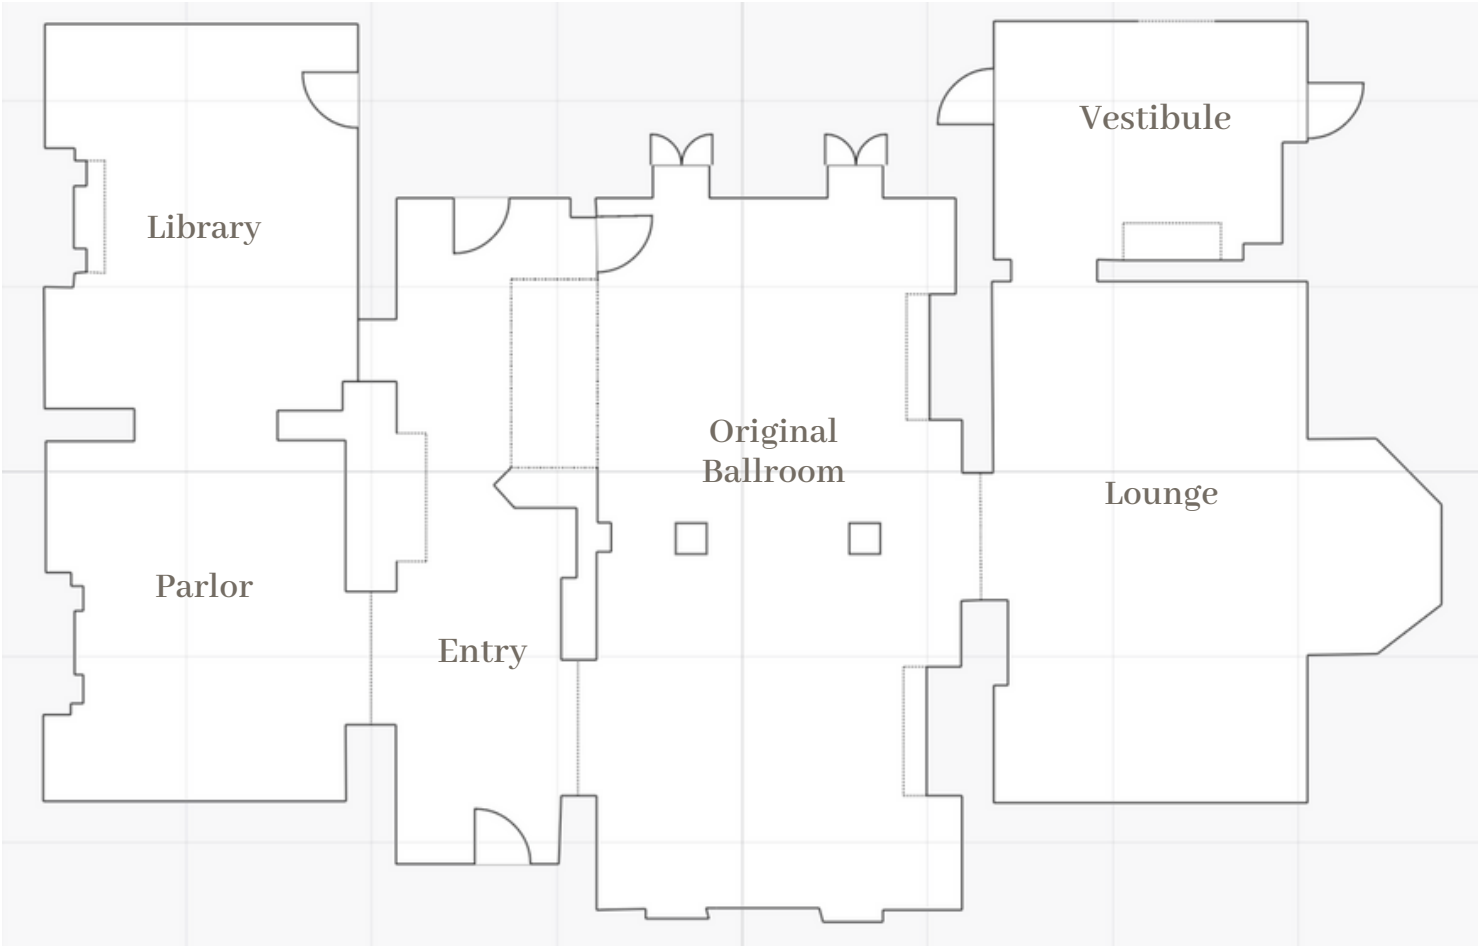 Vestibule
Library
Original
Ballroom
Lounge
Parlor
Entry